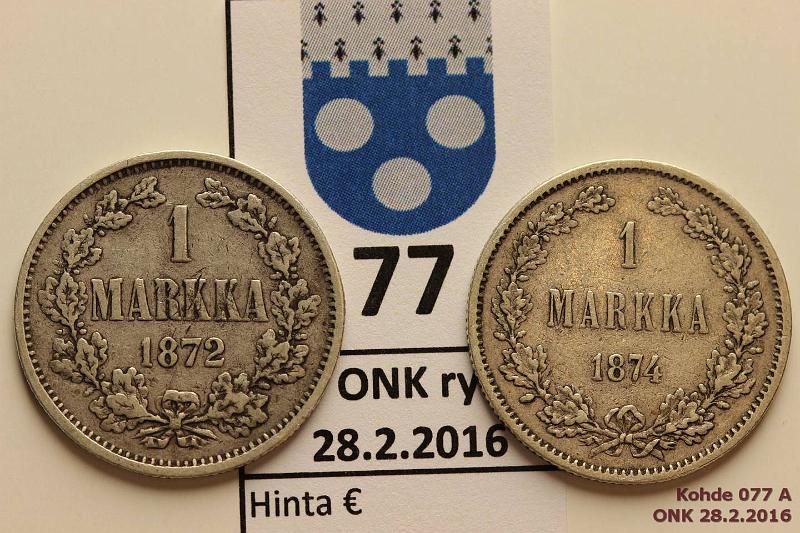 1
MARKKA
1872
77
ONK ry
28.2.2016
Hinta €
1
MARKKA
1874
Kohde 077 A
ONK 28.2.2016